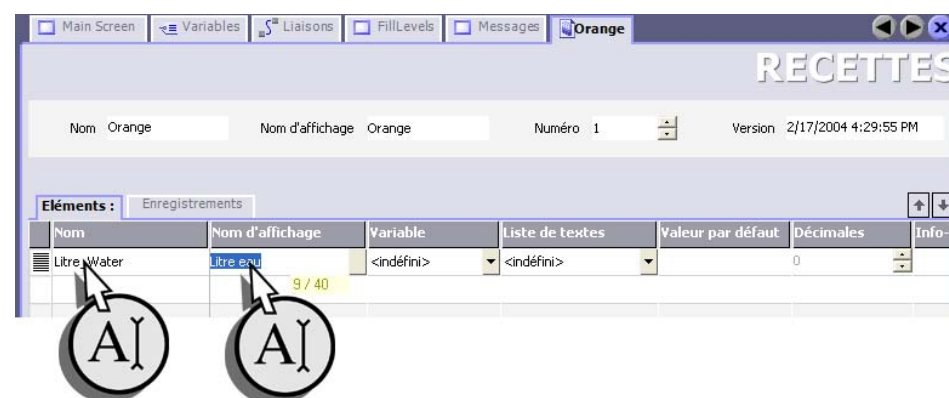 Main Screen Variables Liaisons FillLevels Messages Orange
RECETTES
Nom Orange Nom d'affichage Orange Numéro 1 Version 2/17/2004 4:29:55 PM
Eléments : Enregistrements
Nom Nom d'affichage Variable Liste de textes Valeur par défaut Décimales Info-
Litre_Water Litre eau <indéfini> <indéfini> 0
9 / 40
A A